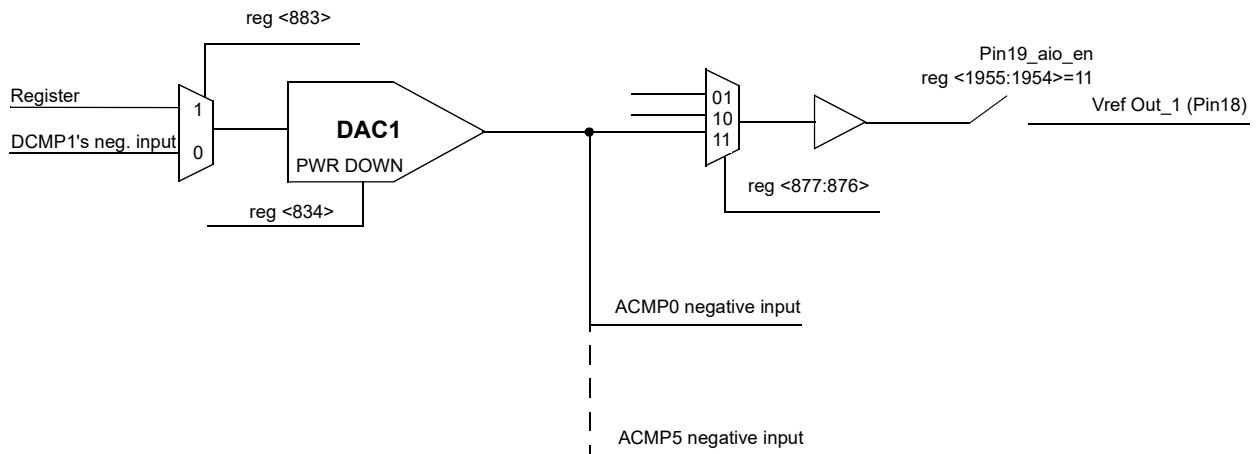 reg <883>
Pin19_aio_en
reg <1955:1954>=11
Register
1
01
Vref Out_1 (Pin18)
10
DAC1
DCMP1's neg. input
0
11
PWR DOWN
reg <877:876>
reg <834>
ACMP0 negative input
ACMP5 negative input